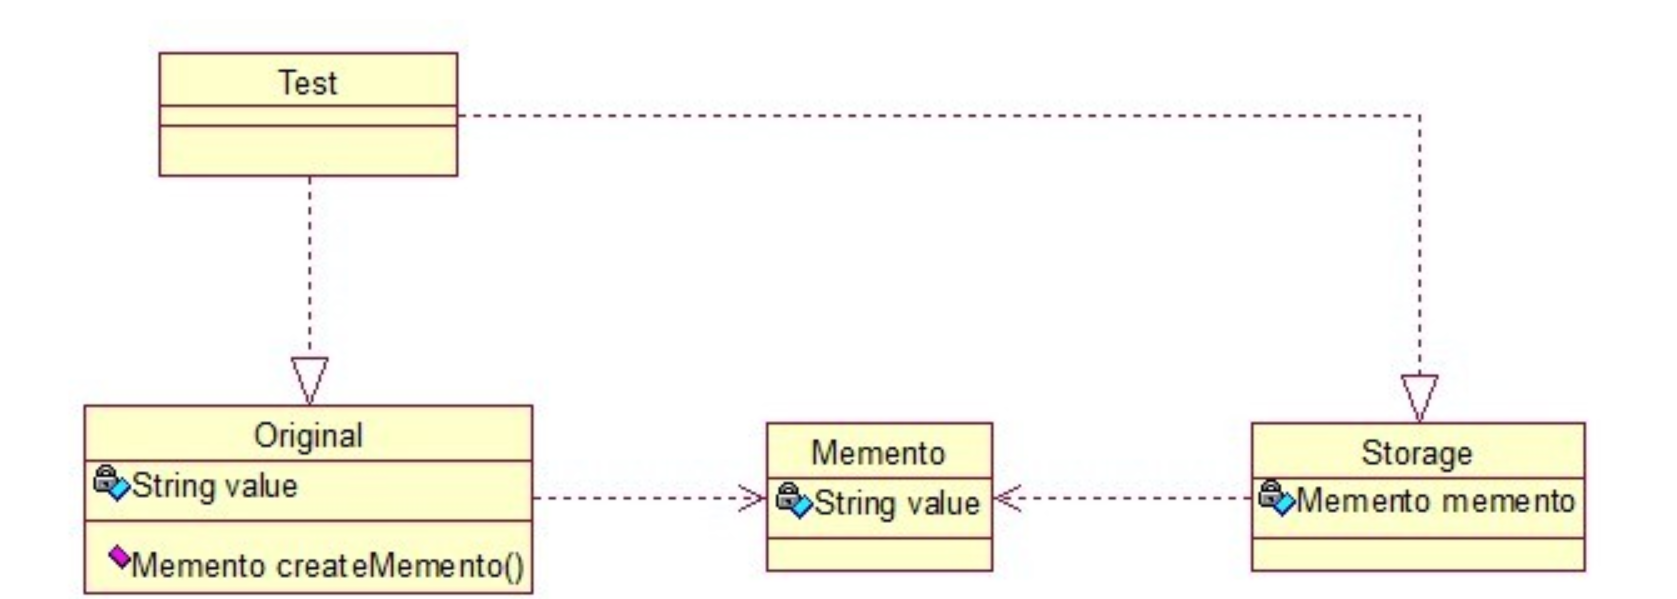 Test
Original
String value
Memento createMemento()
Memento
String value
Storage
Memento memento